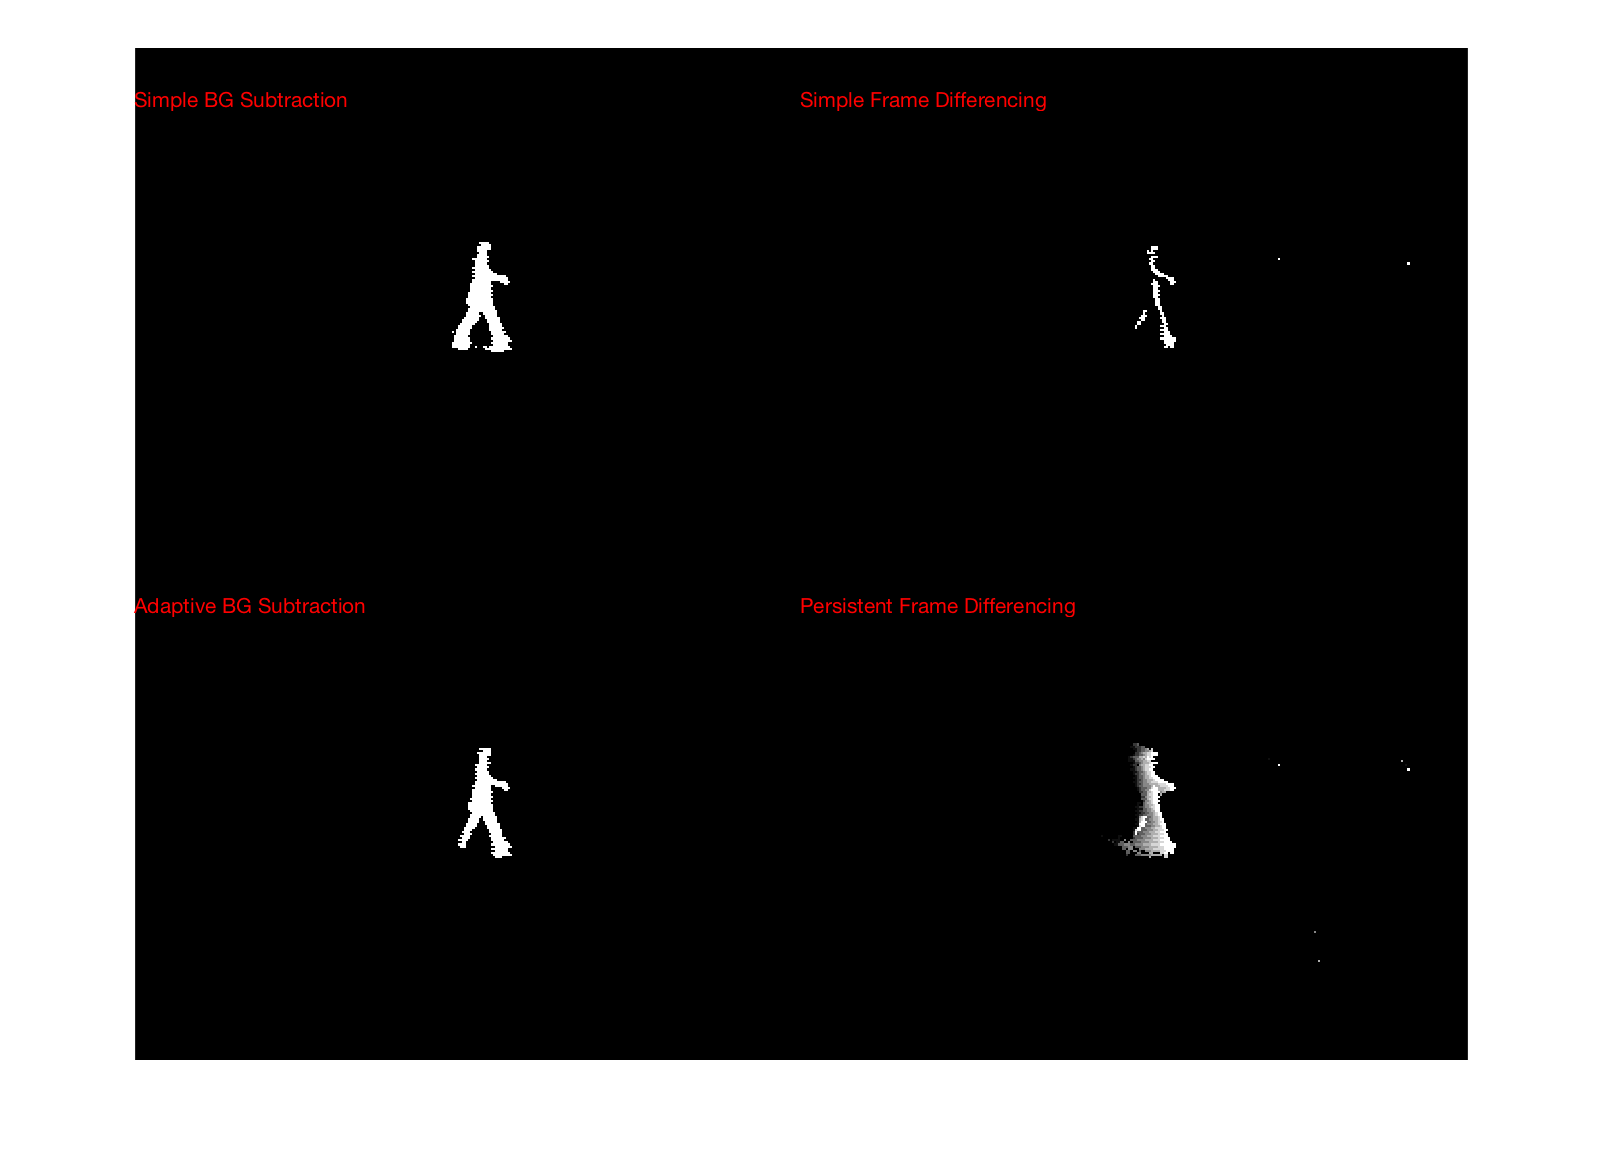 Simple BG Subtraction
Simple Frame Differencing
Adaptive BG Subtraction
Persistent Frame Differencing